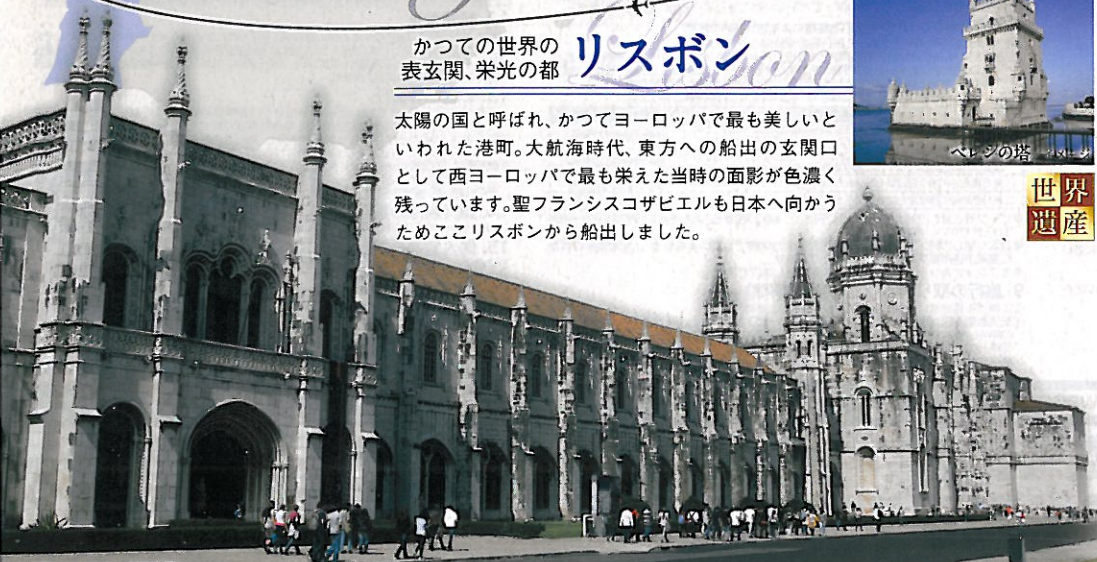 かつての世界の
表玄関、栄光の都
リスボン
Lisbon
太陽の国と呼ばれ、かつてヨーロッパで最も美しいと
いわれた港町。大航海時代、東方への船出の玄関口
として西ヨーロッパで最も栄えた当時の面影が色濃く
残っています。聖フランシスコザビエルも日本へ向かう
ためここリスボンから船出しました。
ベレンの塔
世界
遺産